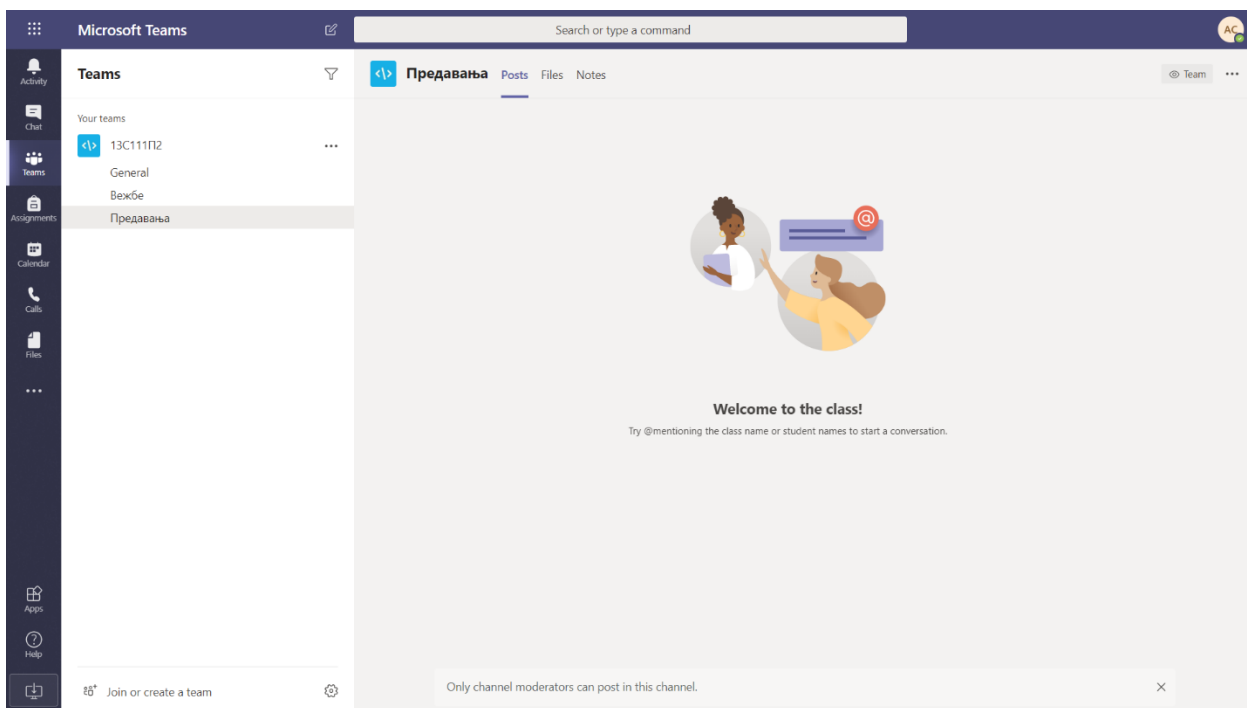 Microsoft Teams
Search or type a command
AC
Activity
Chat
Teams
Assignments
Calendar
Calls
Files
Apps
Help
Teams
Your teams
13С111П2
General
Вежбе
Предавања
Join or create a team
Предавања Posts Files Notes
Team
@
Welcome to the class!
Try @mentioning the class name or student names to start a conversation.
Only channel moderators can post in this channel.